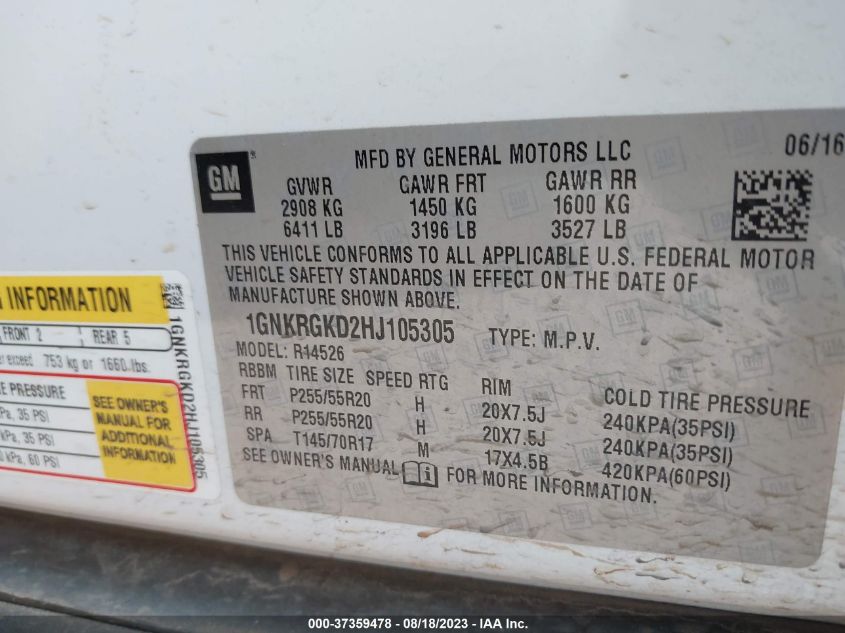 GM
MFD BY GENERAL MOTORS LLC
06/16
GVWR GAWR FRT GAWR RR
2908 KG 1450 KG 1600 KG
6411 LB 3196 LB 3527 LB
THIS VEHICLE CONFORMS TO ALL APPLICABLE U.S. FEDERAL MOTOR
VEHICLE SAFETY STANDARDS IN EFFECT ON THE DATE OF
MANUFACTURE SHOWN ABOVE.
1GNKRGKD2HJ105305 TYPE: M.P.V.
MODEL: R14526
RBBM TIRE SIZE SPEED RTG RIM COLD TIRE PRESSURE
FRT P255/55R20 H 20X7.5J 240KPA(35PSI)
RR P255/55R20 H 20X7.5J 240KPA(35PSI)
SPA T145/70R17 M 17X4.5B 420KPA(60PSI)
SEE OWNER'S MANUAL FOR MORE INFORMATION.
INFORMATION
FRONT 2 REAR 5
exceed 753 kg or 1660 lbs.
PRESSURE
kPa, 35 PSI
kPa, 35 PSI
kPa, 60 PSI
SEE OWNER'S
MANUAL FOR
ADDITIONAL
INFORMATION
1GNKRGKD2HJ105305
000-37359478 - 08/18/2023 - IAA Inc.